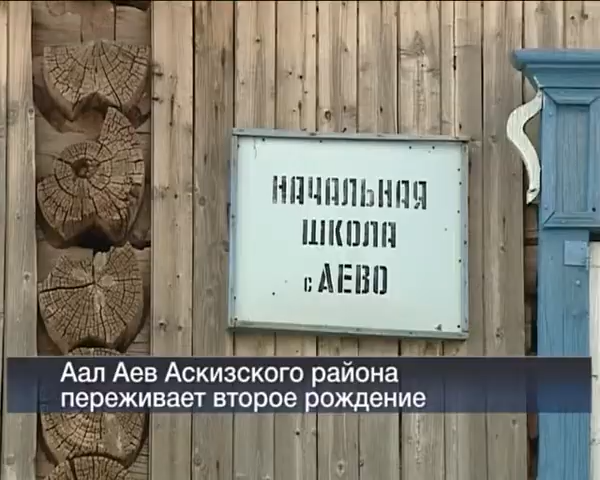 НАЧАЛЬНАЯ
ШКОЛА
с АЕВО
Аал Аев Аскизского района
переживает второе рождение